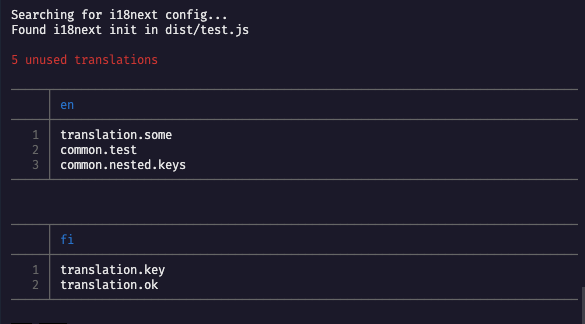 Searching for i18next config...
Found i18next init in dist/test.js
5 unused translations
en
1 translation.some
2 common.test
3 common.nested.keys
fi
1 translation.key
2 translation.ok